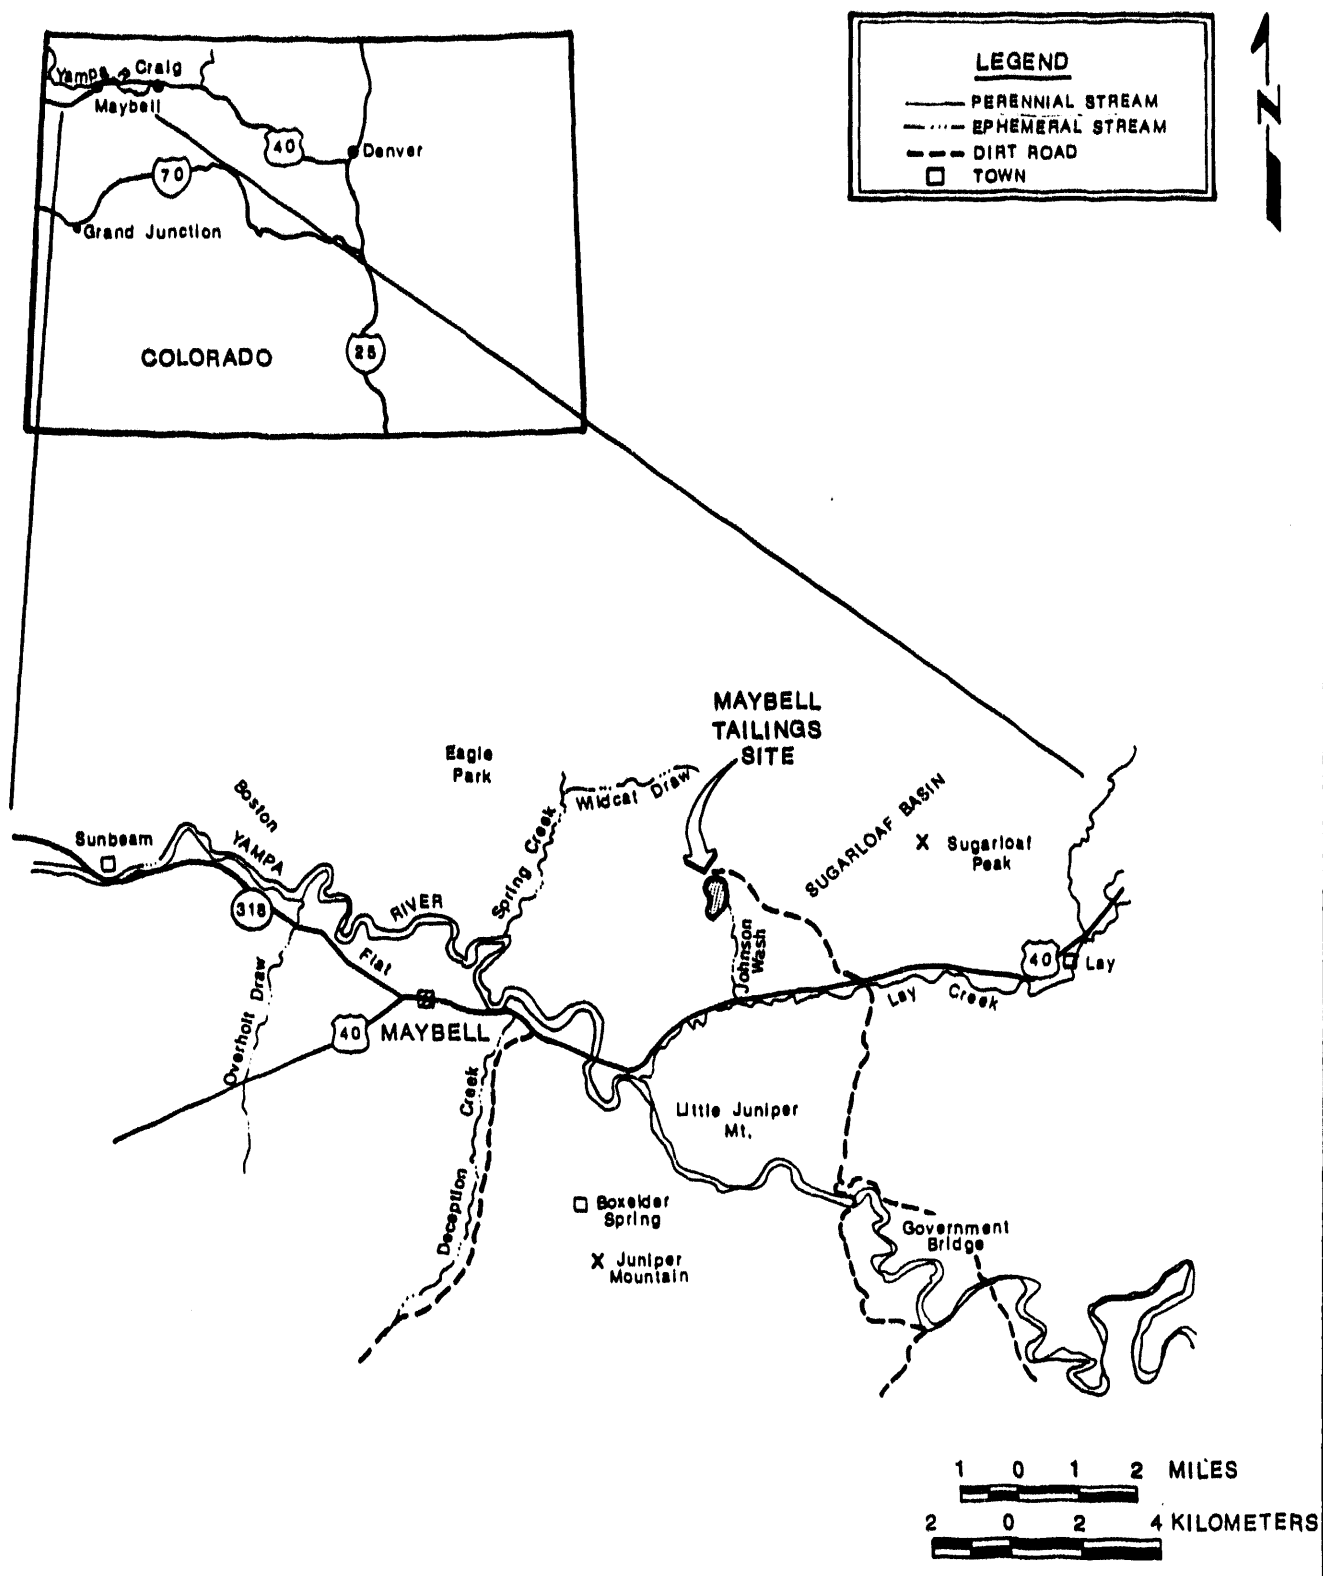 Yampa R Craig
Maybell
40
Denver
70
Grand Junction
COLORADO
25
LEGEND
PERENNIAL STREAM
EPHEMERAL STREAM
DIRT ROAD
TOWN
N
MAYBELL
TAILINGS
SITE
Eagle
Park
Wildcat Draw
Boston
Flat
Sunbeam
YAMPA
RIVER
Spring Creek
SUGARLOAF BASIN
X Sugarloaf
Peak
318
Johnson
Wash
40
Lay
Lay Creek
Overholt Draw
40
MAYBELL
Deception Creek
Little Juniper
Mt.
Boxelder
Spring
X Juniper
Mountain
Government
Bridge
1 0 1 2 MILES
2 0 2 4 KILOMETERS